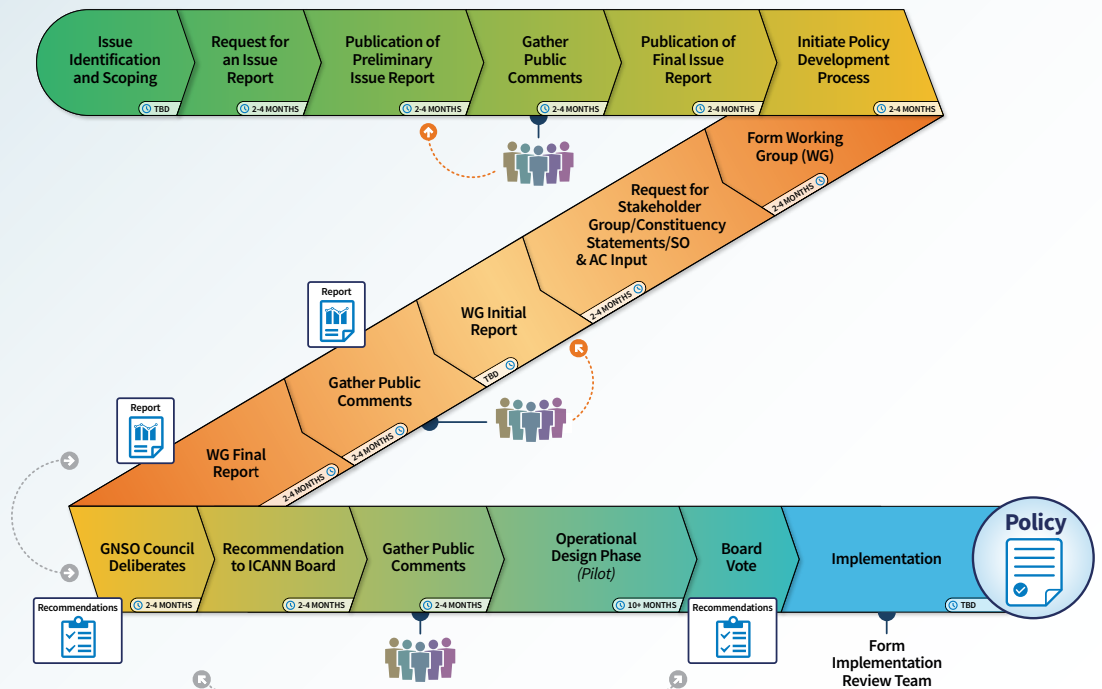 Issue
Identification
and Scoping
TBD
Request for
an Issue
Report
2-4 MONTHS
Publication of
Preliminary
Issue Report
2-4 MONTHS
Gather
Public
Comments
2-4 MONTHS
Publication of
Final Issue
Report
2-4 MONTHS
Initiate Policy
Development
Process
2-4 MONTHS
Form Working
Group (WG)
2-4 MONTHS
Request for
Stakeholder
Group/Constituency
Statements/SO
& AC Input
2-4 MONTHS
WG Initial
Report
TBD
Report
Gather Public
Comments
2-4 MONTHS
Report
WG Final
Report
2-4 MONTHS
GNSO Council
Deliberates
2-4 MONTHS
Recommendations
Recommendation
to ICANN Board
2-4 MONTHS
Gather Public
Comments
2-4 MONTHS
Operational
Design Phase
(Pilot)
10+ MONTHS
Board
Vote
Recommendations
Implementation
TBD
Policy
Form
Implementation
Review Team